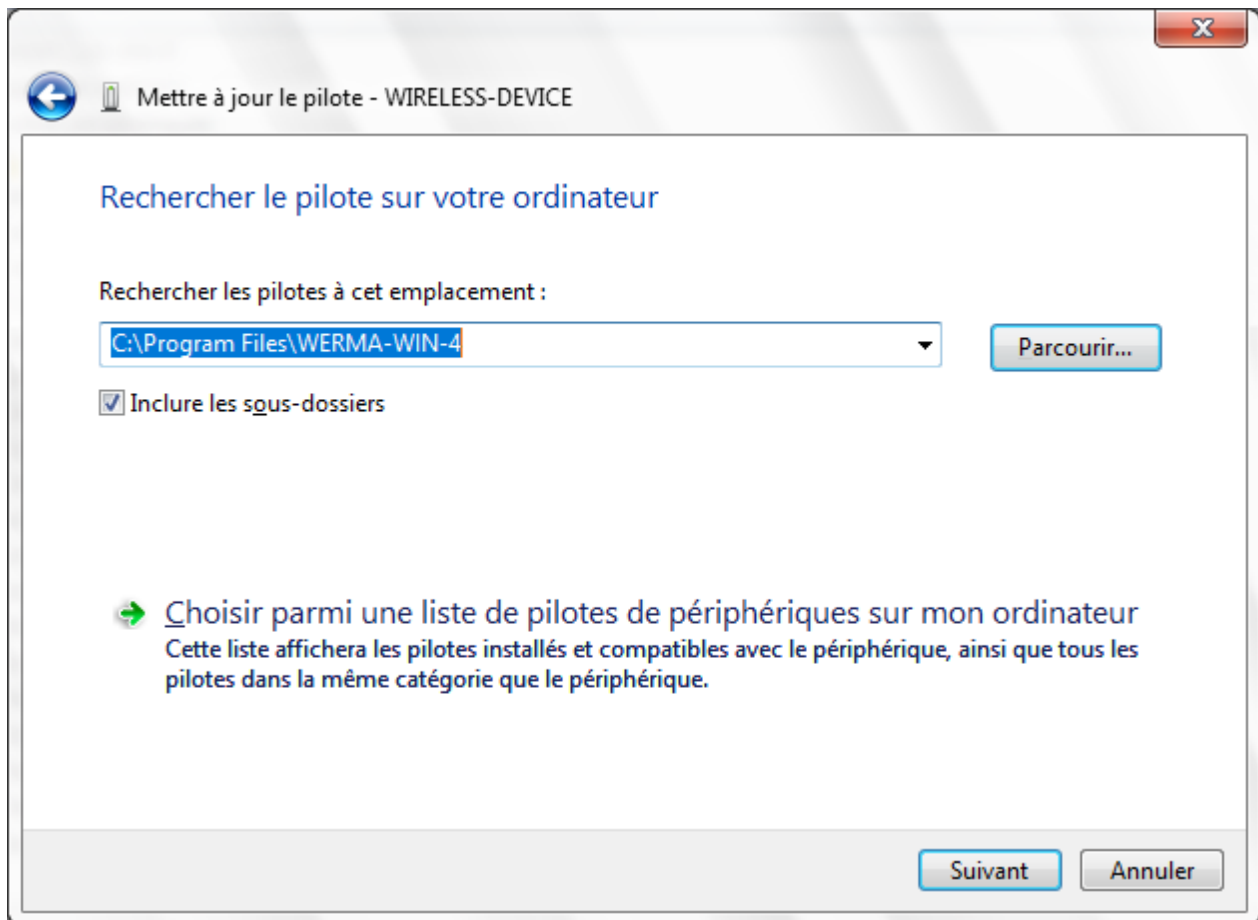 Mettre à jour le pilote - WIRELESS-DEVICE
Rechercher le pilote sur votre ordinateur
Rechercher les pilotes à cet emplacement :
C:\Program Files\WERMA-WIN-4
Parcourir...
Inclure les sous-dossiers
Choisir parmi une liste de pilotes de périphériques sur mon ordinateur
Cette liste affichera les pilotes installés et compatibles avec le périphérique, ainsi que tous les
pilotes dans la même catégorie que le périphérique.
Suivant
Annuler